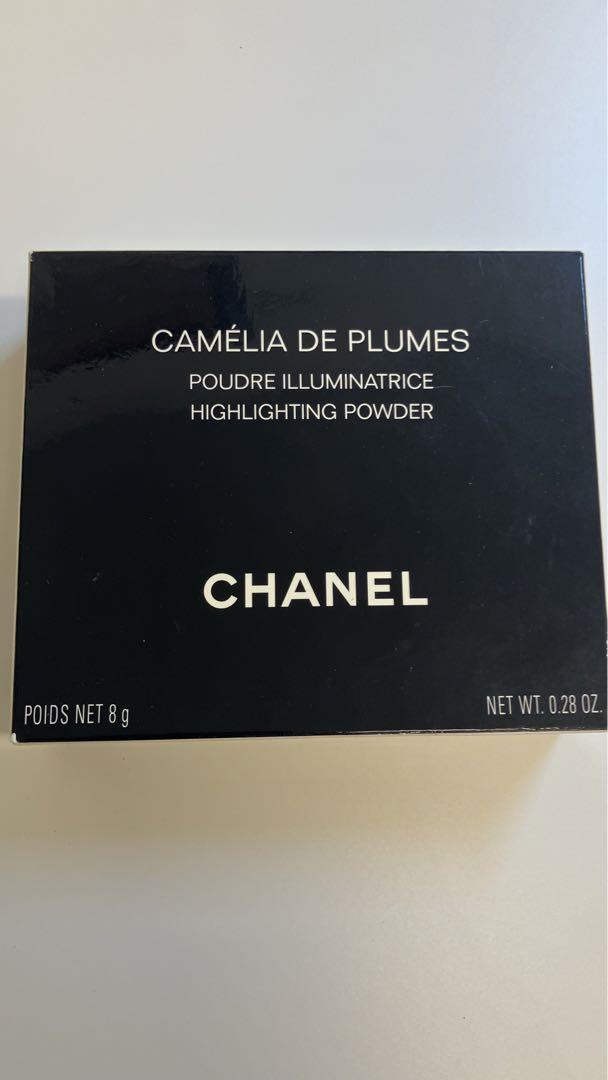 CAMÉLIA DE PLUMES
POUDRE ILLUMINATRICE
HIGHLIGHTING POWDER
CHANEL
POIDS NET 8 g
NET WT. 0.28 OZ.